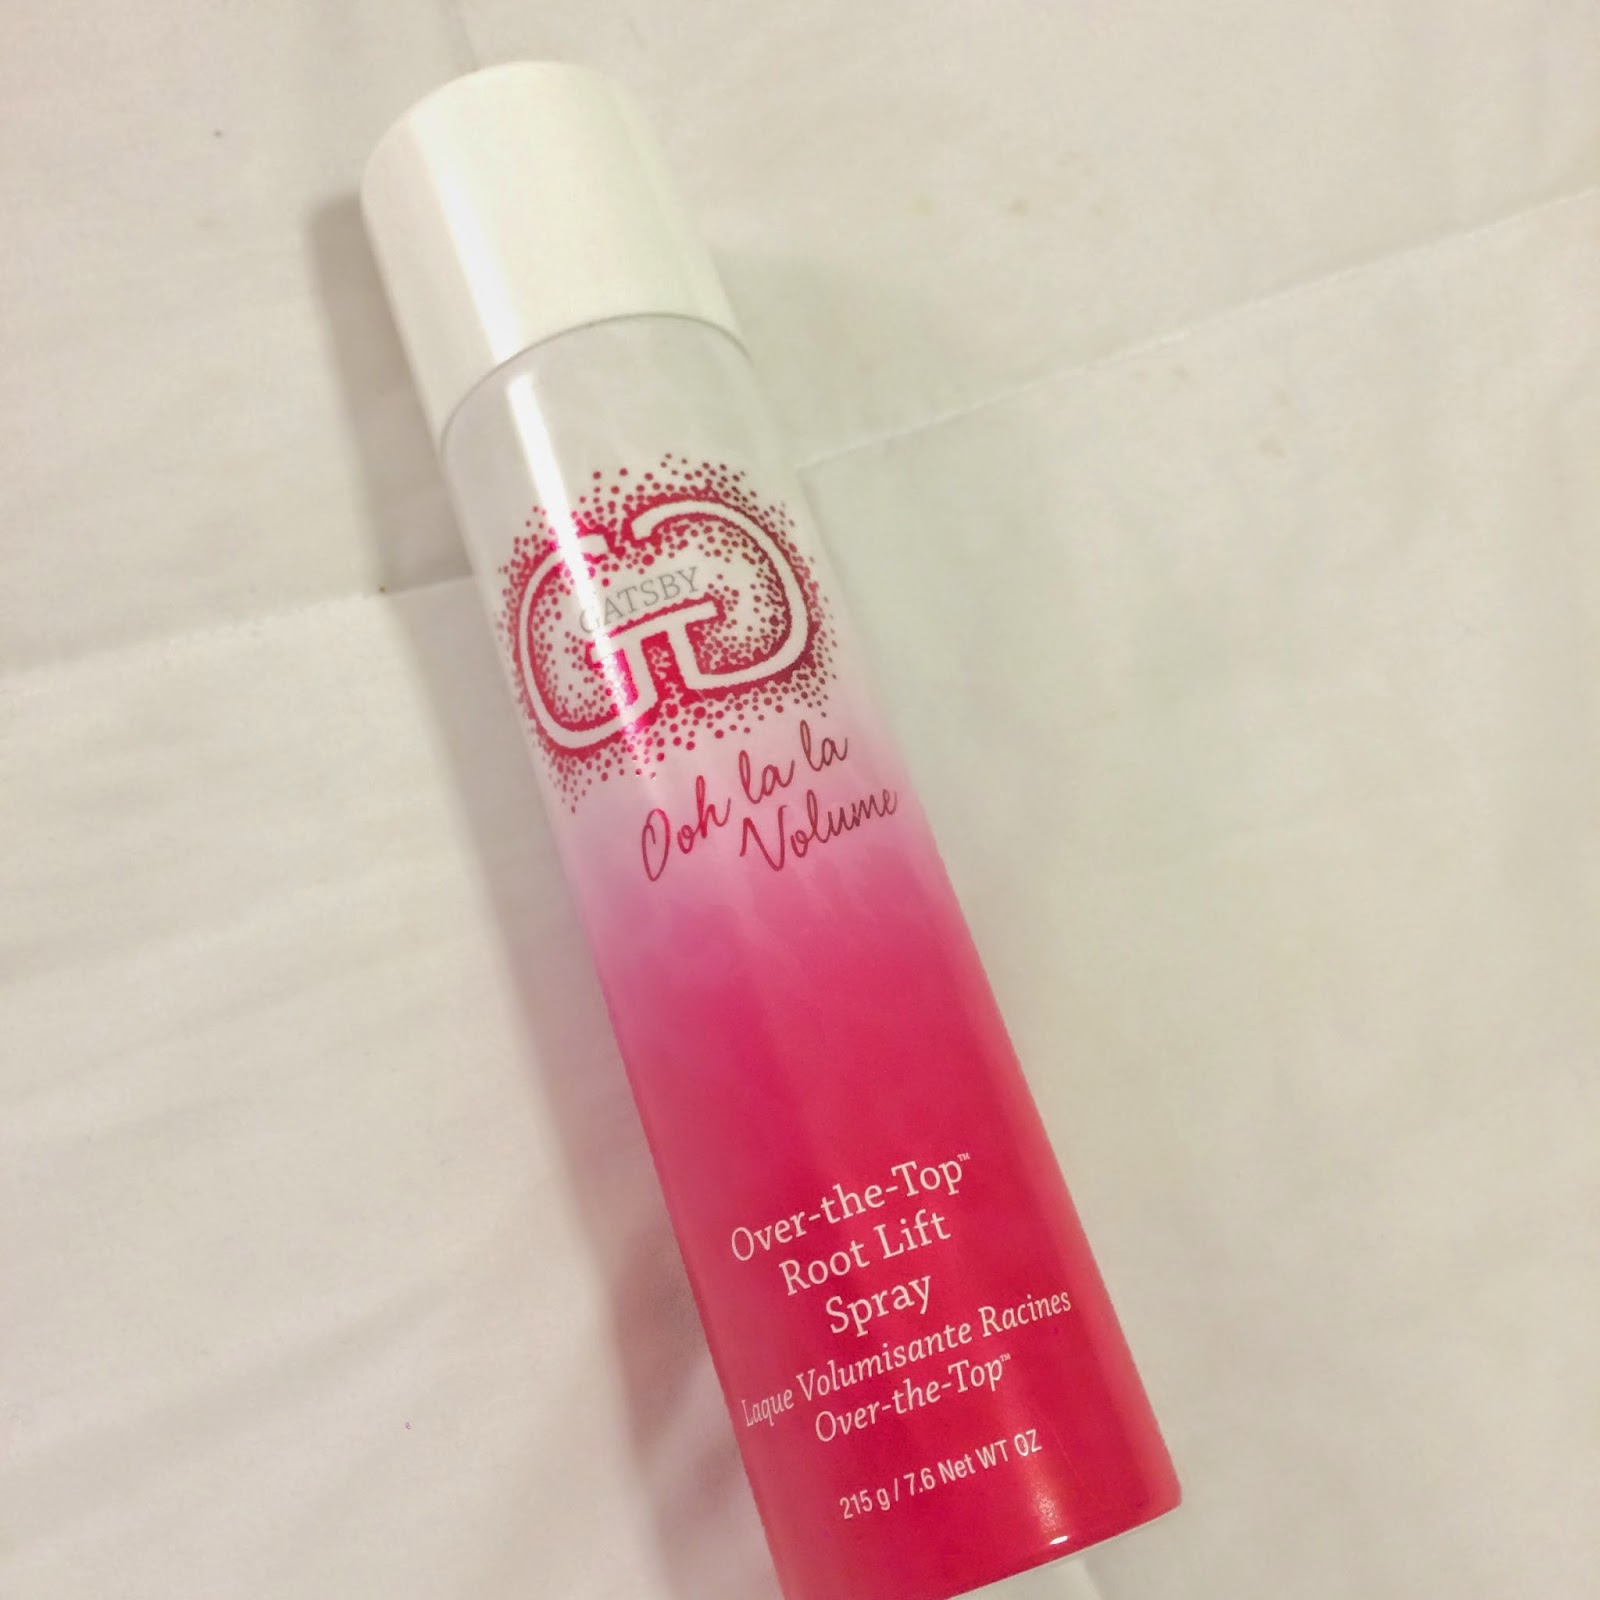 GG
GATSBY
Ooh la la
Volume
Over-the-Top™
Root Lift
Spray
Laque Volumisante Racines
Over-the-Top™
215 g / 7.6 Net WT OZ